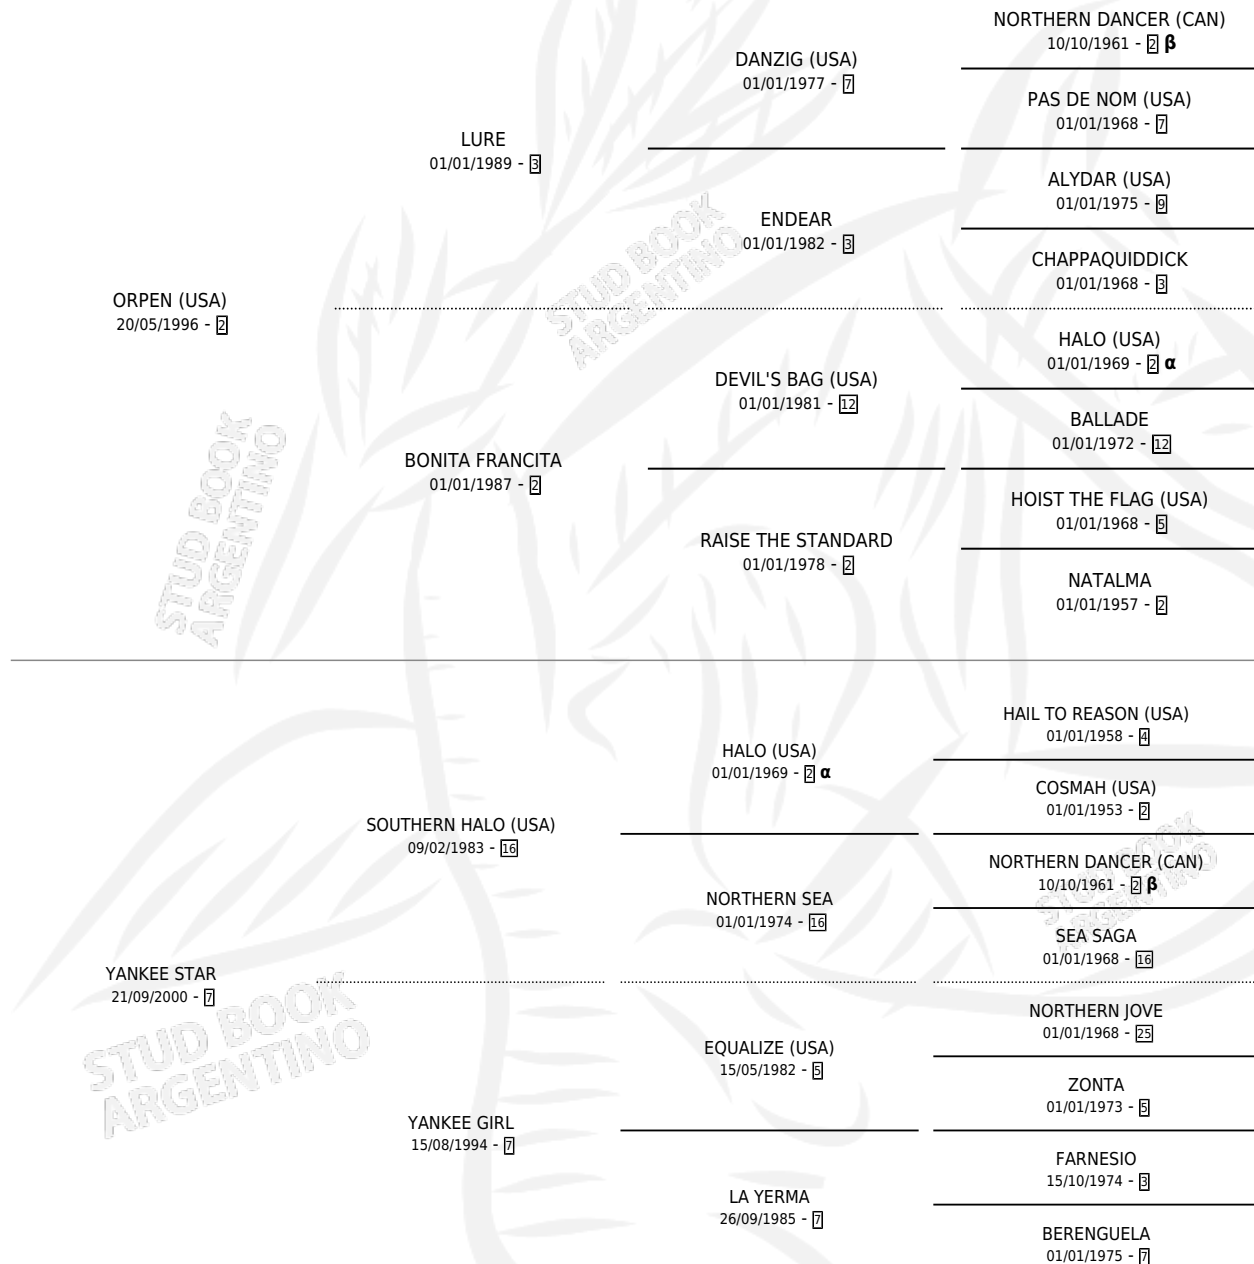 NORTHERN DANCER (CAN)
10/10/1961 - 2 β
DANZIG (USA)
01/01/1977 - 7
PAS DE NOM (USA)
01/01/1968 - 7
LURE
01/01/1989 - 3
ALYDAR (USA)
01/01/1975 - 9
ENDEAR
01/01/1982 - 3
CHAPPAQUIDDICK
01/01/1968 - 3
STUD BOOK
ARGENTINO
ORPEN (USA)
20/05/1996 - 2
HALO (USA)
01/01/1969 - 2 α
DEVIL'S BAG (USA)
01/01/1981 - 12
BALLADE
01/01/1972 - 12
BONITA FRANCITA
01/01/1987 - 2
HOIST THE FLAG (USA)
01/01/1968 - 5
RAISE THE STANDARD
01/01/1978 - 2
NATALMA
01/01/1957 - 2
STUD BOOK
ARGENTINO
HAIL TO REASON (USA)
01/01/1958 - 4
HALO (USA)
01/01/1969 - 2 α
COSMAH (USA)
01/01/1953 - 2
SOUTHERN HALO (USA)
09/02/1983 - 16
NORTHERN DANCER (CAN)
10/10/1961 - 2 β
NORTHERN SEA
01/01/1974 - 16
SEA SAGA
01/01/1968 - 16
STUD BOOK
ARGENTINO
YANKEE STAR
21/09/2000 - 7
NORTHERN JOVE
01/01/1968 - 25
EQUALIZE (USA)
15/05/1982 - 5
ZONTA
01/01/1973 - 5
STUD BOOK
ARGENTINO
YANKEE GIRL
15/08/1994 - 7
FARNESIO
15/10/1974 - 3
LA YERMA
26/09/1985 - 7
BERENGUELA
01/01/1975 - 7